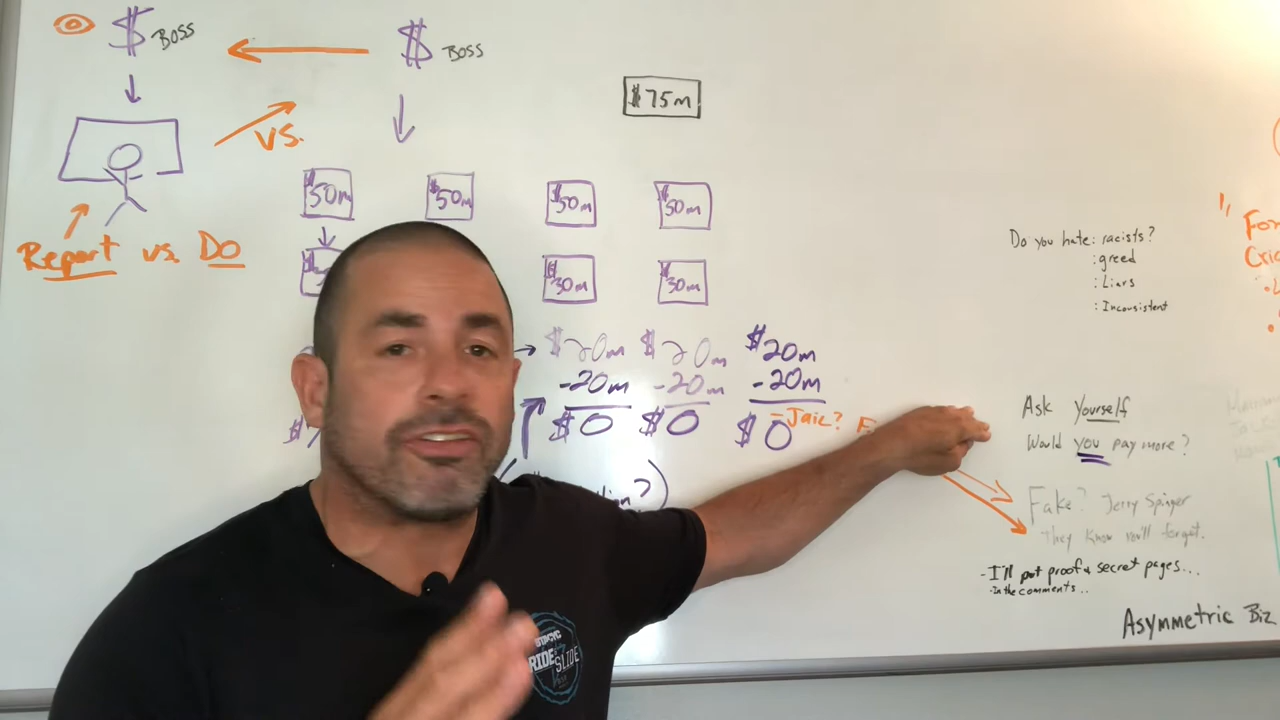 $ BOSS
$ BOSS
$75m
VS.
$50m
$50m
$50m
$50m
Report vs. Do
$30m
$30m
$20m
$20m
$20m
-20m
-20m
-20m
$0
$0
$0
-Jail?
Do you hate: racists?
: greed
: Liars
: Inconsistent
Ask Yourself
Would you pay more?
Fake? Jerry Spinger
They know you'll forget.
-I'll put proof & secret pages...
-In the comments..
Asymmetric Biz
STACYC
RIDE
SLIDE